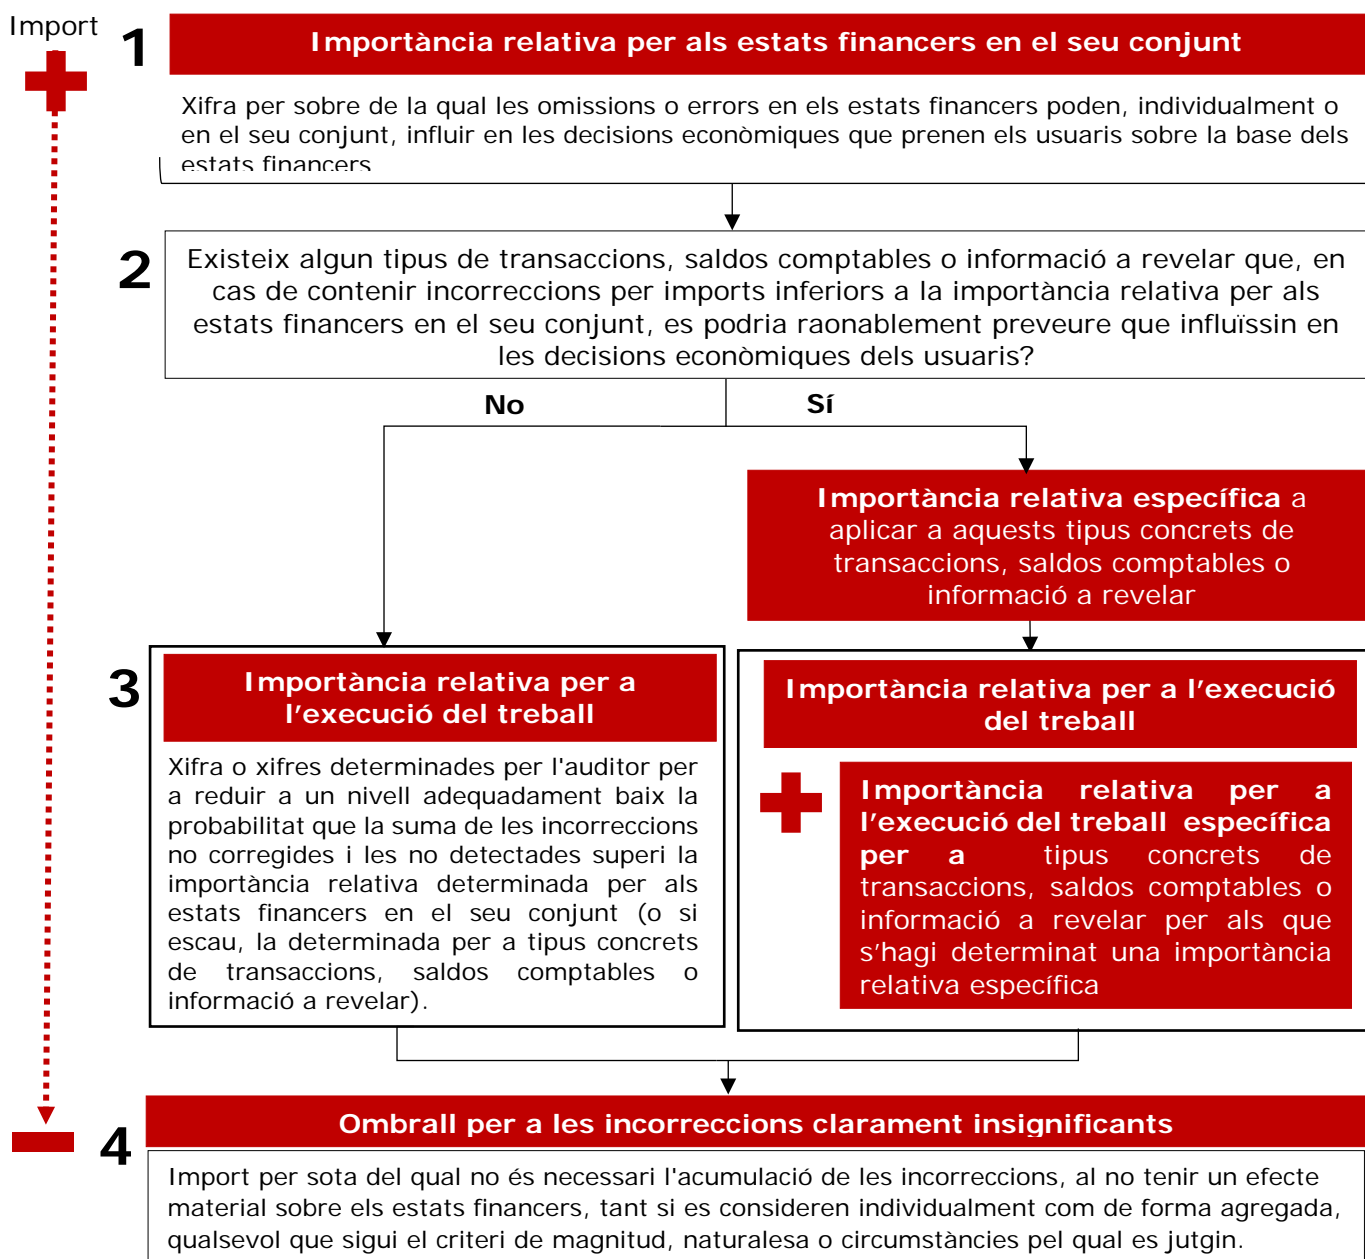 Import
1
Importància relativa per als estats financers en el seu conjunt
Xifra per sobre de la qual les omissions o errors en els estats financers poden, individualment o
en el seu conjunt, influir en les decisions econòmiques que prenen els usuaris sobre la base dels
estats financers
2
Existeix algun tipus de transaccions, saldos comptables o informació a revelar que, en
cas de contenir incorreccions per imports inferiors a la importància relativa per als
estats financers en el seu conjunt, es podria raonablement preveure que influïssin en
les decisions econòmiques dels usuaris?
No
Sí
Importància relativa específica a
aplicar a aquests tipus concrets de
transaccions, saldos comptables o
informació a revelar
3
Importància relativa per a
l'execució del treball
Xifra o xifres determinades per l'auditor per
a reduir a un nivell adequadament baix la
probabilitat que la suma de les incorreccions
no corregides i les no detectades superi la
importància relativa determinada per als
estats financers en el seu conjunt (o si
escau, la determinada per a tipus concrets
de transaccions, saldos comptables o
informació a revelar).
Importància relativa per a l'execució
del treball
Importància relativa per a
l'execució del treball específica
per a tipus concrets de
transaccions, saldos comptables o
informació a revelar per als que
s'hagi determinat una importància
relativa específica
4
Ombrall per a les incorreccions clarament insignificants
Import per sota del qual no és necessari l'acumulació de les incorreccions, al no tenir un efecte
material sobre els estats financers, tant si es consideren individualment com de forma agregada,
qualsevol que sigui el criteri de magnitud, naturalesa o circumstàncies pel qual es jutgin.